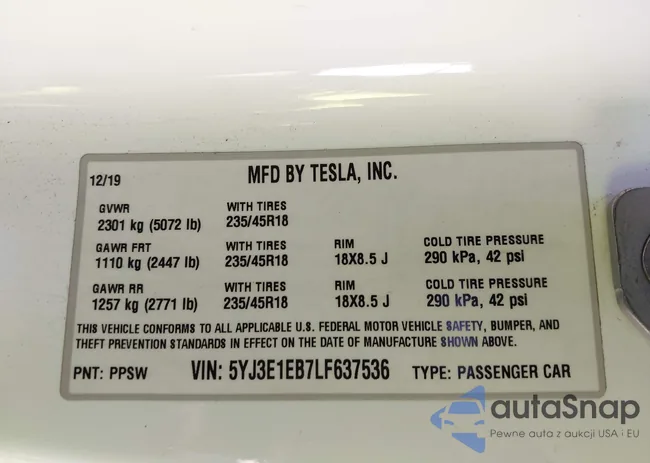 12/19 MFD BY TESLA, INC.
GVWR WITH TIRES
2301 kg (5072 lb) 235/45R18
GAWR FRT WITH TIRES RIM COLD TIRE PRESSURE
1110 kg (2447 lb) 235/45R18 18X8.5 J 290 kPa, 42 psi
GAWR RR WITH TIRES RIM COLD TIRE PRESSURE
1257 kg (2771 lb) 235/45R18 18X8.5 J 290 kPa, 42 psi
THIS VEHICLE CONFORMS TO ALL APPLICABLE U.S. FEDERAL MOTOR VEHICLE SAFETY, BUMPER, AND
THEFT PREVENTION STANDARDS IN EFFECT ON THE DATE OF MANUFACTURE SHOWN ABOVE.
PNT: PPSW VIN: 5YJ3E1EB7LF637536 TYPE: PASSENGER CAR
autaSnap
Pewne auta z aukcji USA i EU